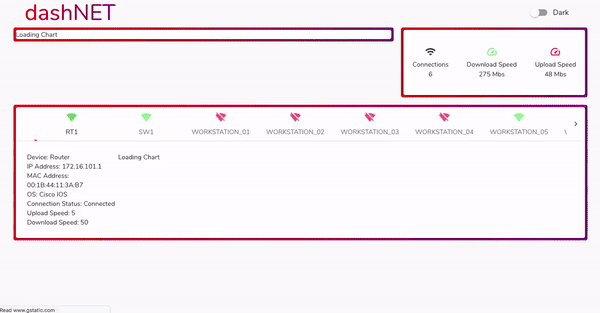 dashNET
Dark
Loading Chart
Connections
6
Download Speed
275 Mbs
Upload Speed
48 Mbs
RT1
SW1
WORKSTATION_01
WORKSTATION_02
WORKSTATION_03
WORKSTATION_04
WORKSTATION_05
Device: Router
IP Address: 172.16.101.1
MAC Address:
00:1B:44:11:3A:B7
OS: Cisco IOS
Connection Status: Connected
Upload Speed: 5
Download Speed: 50
Loading Chart
Read www.gstatic.com